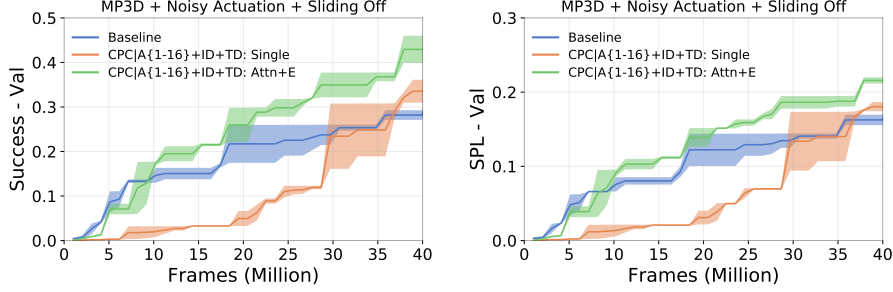 MP3D + Noisy Actuation + Sliding Off
Success - Val
0.5
0.4
0.3
0.2
0.1
0.0
Baseline
CPC|A{1-16}+ID+TD: Single
CPC|A{1-16}+ID+TD: Attn+E
0 5 10 15 20 25 30 35 40
Frames (Million)
MP3D + Noisy Actuation + Sliding Off
SPL - Val
0.3
0.2
0.1
0.0
Baseline
CPC|A{1-16}+ID+TD: Single
CPC|A{1-16}+ID+TD: Attn+E
0 5 10 15 20 25 30 35 40
Frames (Million)